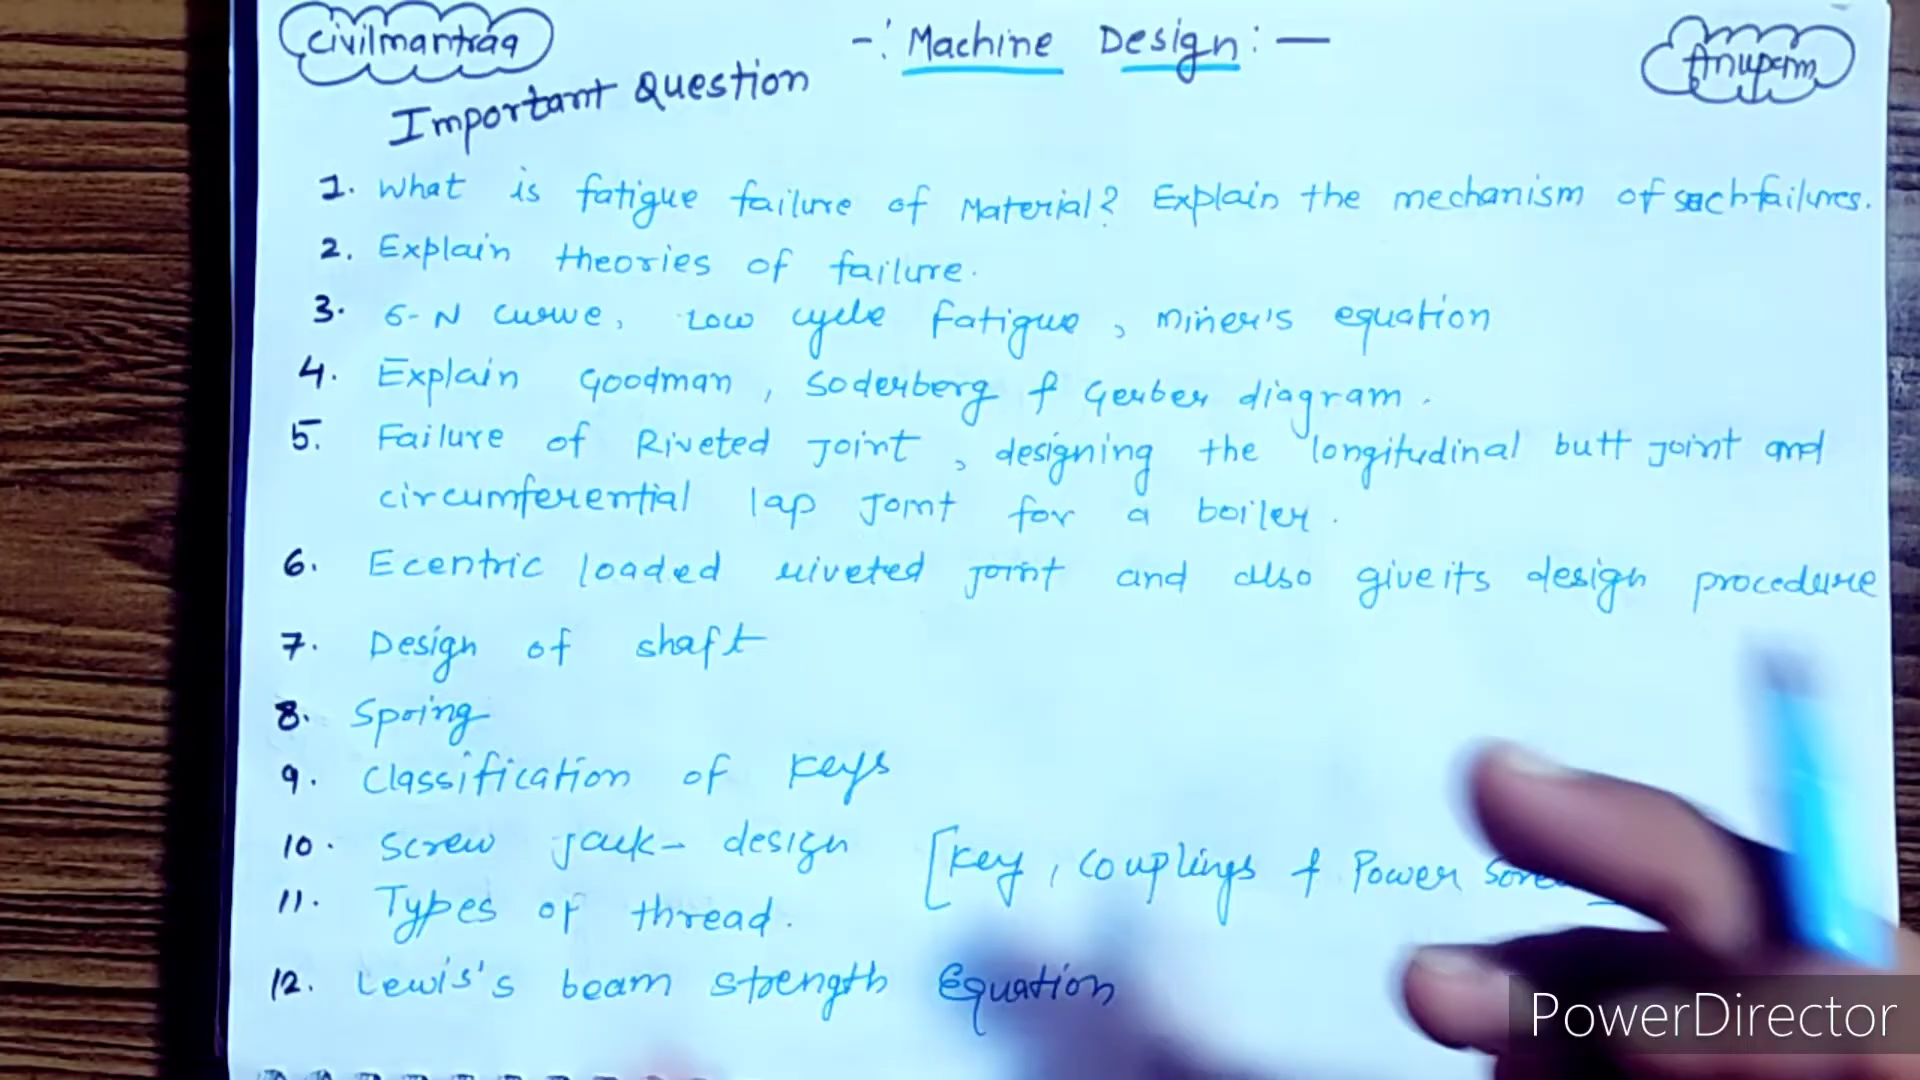 Civilmantraa
-: Machine Design :-
Anupam
Important Question
1. What is fatigue failure of Material? Explain the mechanism of such failures.
2. Explain theories of failure.
3. S-N curve, Low cycle fatigue, Miner's equation
4. Explain Goodman, Soderberg & Gerber diagram.
5. Failure of Riveted Joint, designing the longitudinal butt joint and
circumferential lap Joint for a boiler.
6. Ecentric loaded riveted joint and also give its design procedure
7. Design of shaft
8. Spring
9. Classification of keys
10. Screw jack - design [key, couplings & Power
11. Types of thread.
12. Lewis's beam strength Equation
PowerDirector